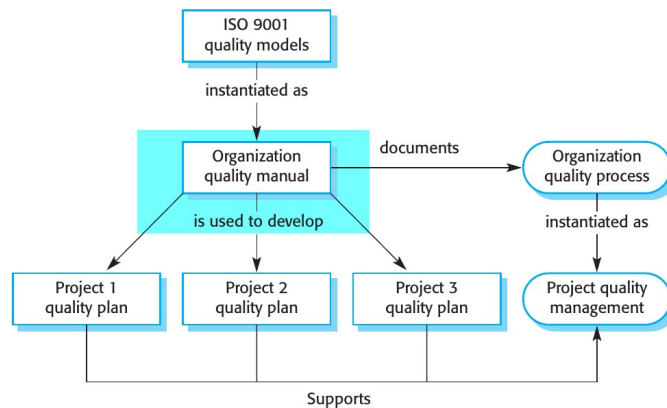 ISO 9001
quality models
instantiated as
Organization
quality manual
documents
Organization
quality process
is used to develop
instantiated as
Project 1
quality plan
Project 2
quality plan
Project 3
quality plan
Project quality
management
Supports